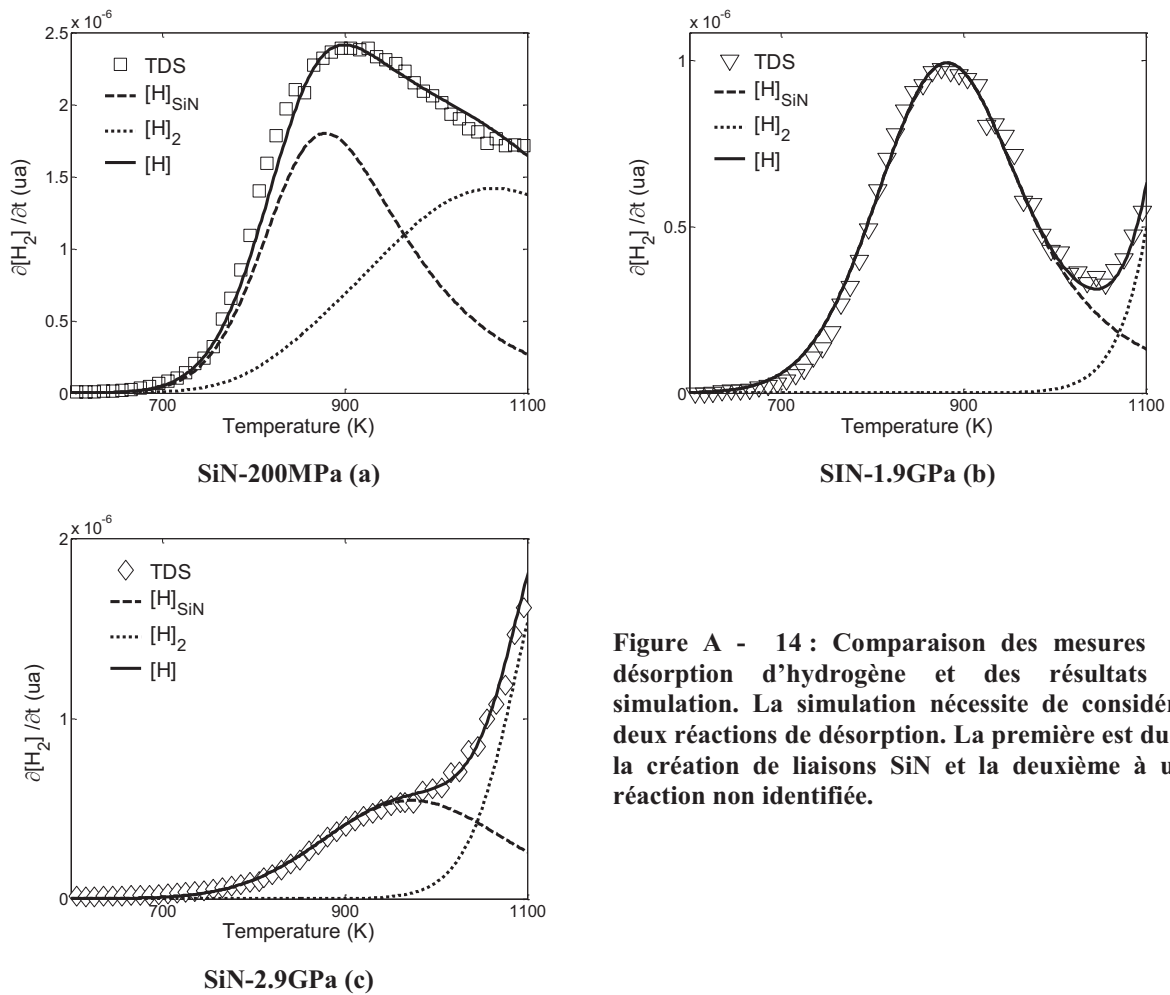 x 10-6
2.5
2
1.5
1
0.5
0
TDS
[H]SiN
[H]2
[H]
∂[H2] /∂t (ua)
700
900
1100
Temperature (K)
SiN-200MPa (a)
x 10-6
1
0.5
0
TDS
[H]SiN
[H]2
[H]
∂[H2] /∂t (ua)
700
900
1100
Temperature (K)
SIN-1.9GPa (b)
x 10-6
2
1
0
TDS
[H]SiN
[H]2
[H]
∂[H2] /∂t (ua)
700
900
1100
Temperature (K)
SiN-2.9GPa (c)
Figure A - 14 : Comparaison des mesures
désorption d'hydrogène et des résultats
simulation. La simulation nécessite de considér
deux réactions de désorption. La première est du
la création de liaisons SiN et la deuxième à u
réaction non identifiée.